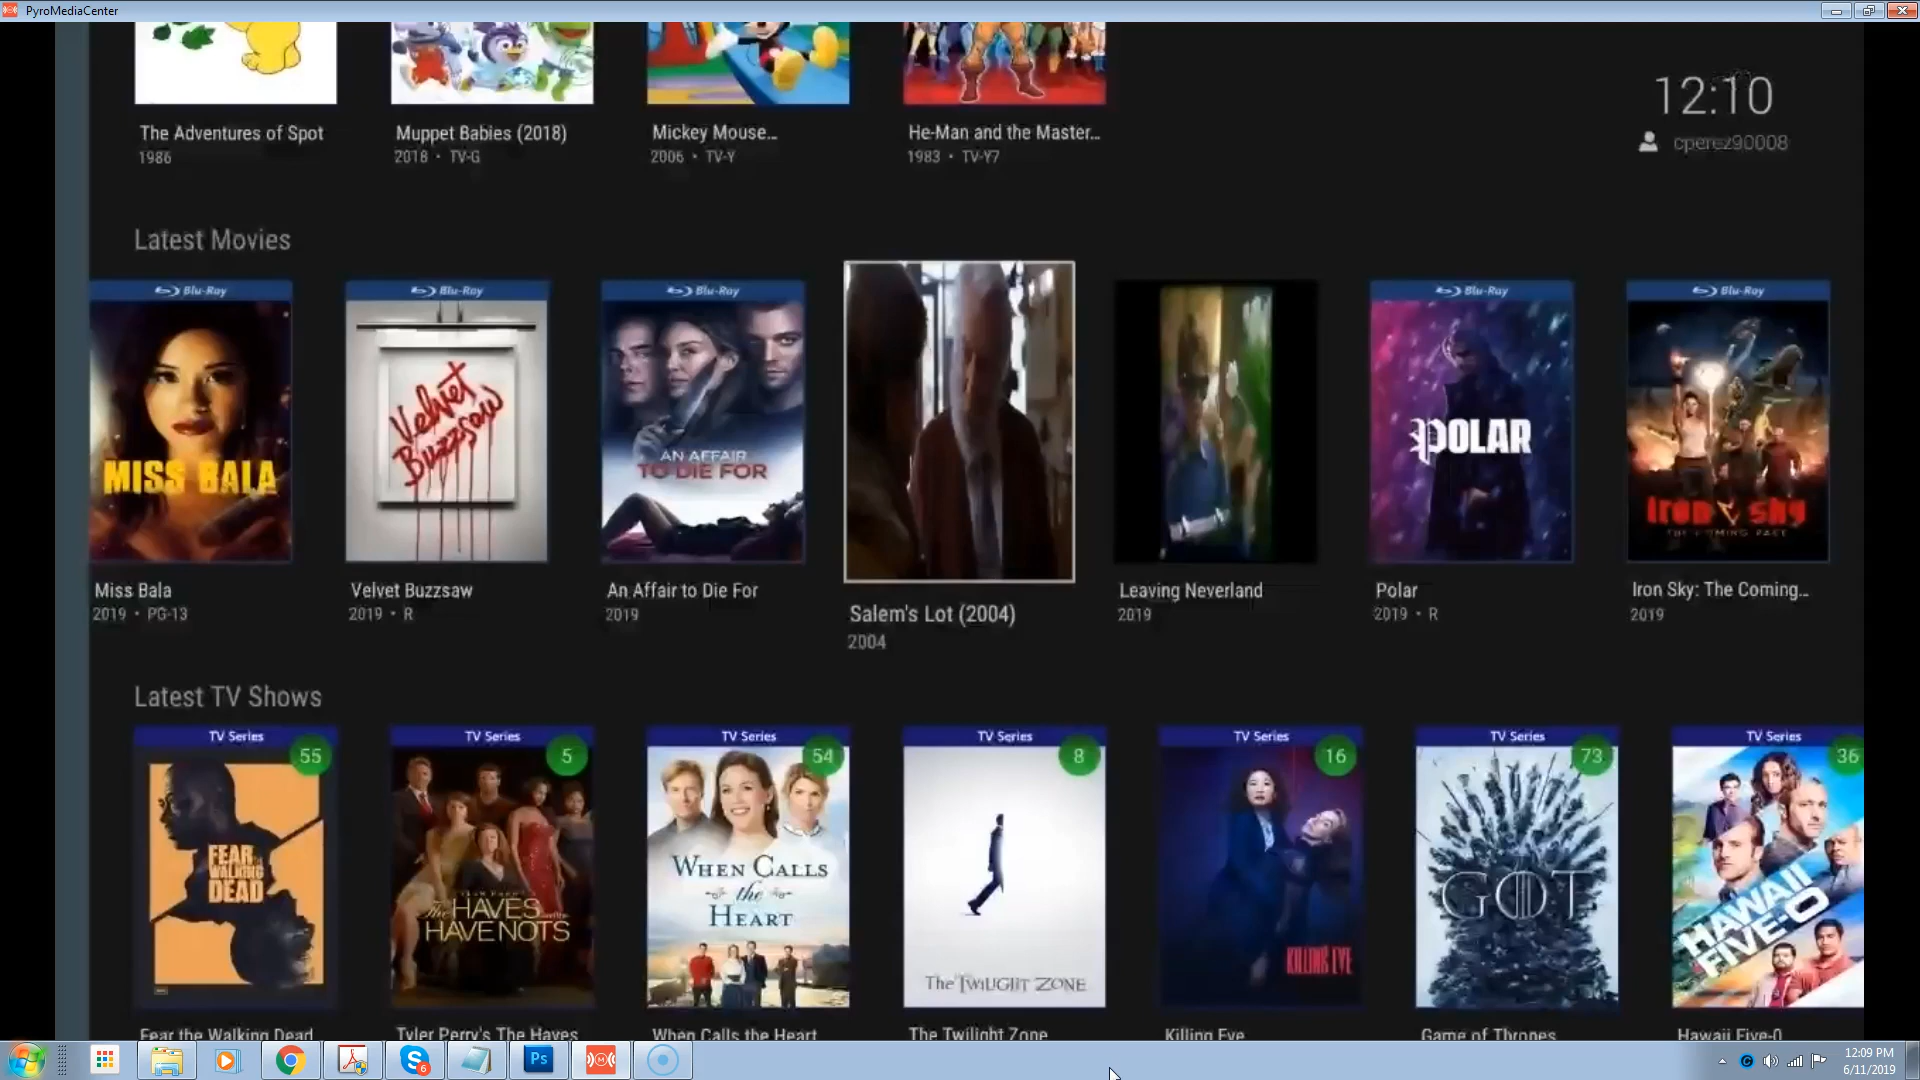 PyroMediaCenter
12:10
cperez90008
The Adventures of Spot
1986
Muppet Babies (2018)
2018 • TV-G
Mickey Mouse...
2006 • TV-Y
He-Man and the Master...
1983 • TV-Y7
Latest Movies
Blu-Ray
MISS BALA
Miss Bala
2019 • PG-13
Blu-Ray
Velvet Buzzsaw
Velvet Buzzsaw
2019 • R
Blu-Ray
AN AFFAIR
TO DIE FOR
An Affair to Die For
2019
Salem's Lot (2004)
2004
Leaving Neverland
2019
Blu-Ray
POLAR
Polar
2019 • R
Blu-Ray
Iron Sky
THE COMING RACE
Iron Sky: The Coming...
2019
Latest TV Shows
TV Series
55
FEAR
THE WALKING
DEAD
Fear the Walking Dead
TV Series
5
The HAVES and the
HAVE NOTS
Tyler Perry's The Haves
TV Series
54
WHEN CALLS
the
HEART
When Calls the Heart
TV Series
8
The TWILIGHT ZONE
The Twilight Zone
TV Series
16
KILLING EVE
Killing Eve
TV Series
73
GOT
Game of Thrones
TV Series
36
HAWAII
FIVE-O
Hawaii Five-0
6
Ps
12:09 PM
6/11/2019